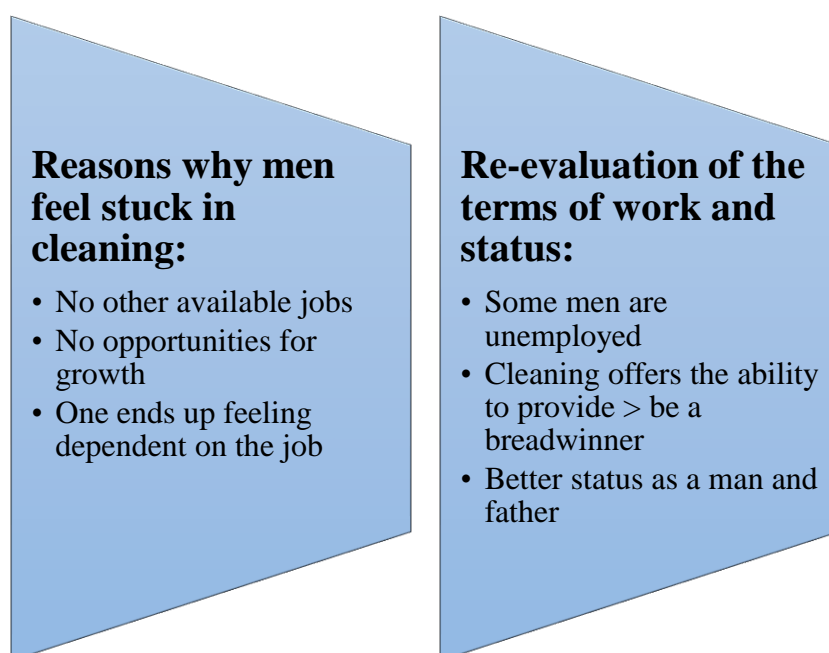 Reasons why men
feel stuck in
cleaning:
• No other available jobs
• No opportunities for
growth
• One ends up feeling
dependent on the job
Re-evaluation of the
terms of work and
status:
• Some men are
unemployed
• Cleaning offers the ability
to provide > be a
breadwinner
• Better status as a man and
father